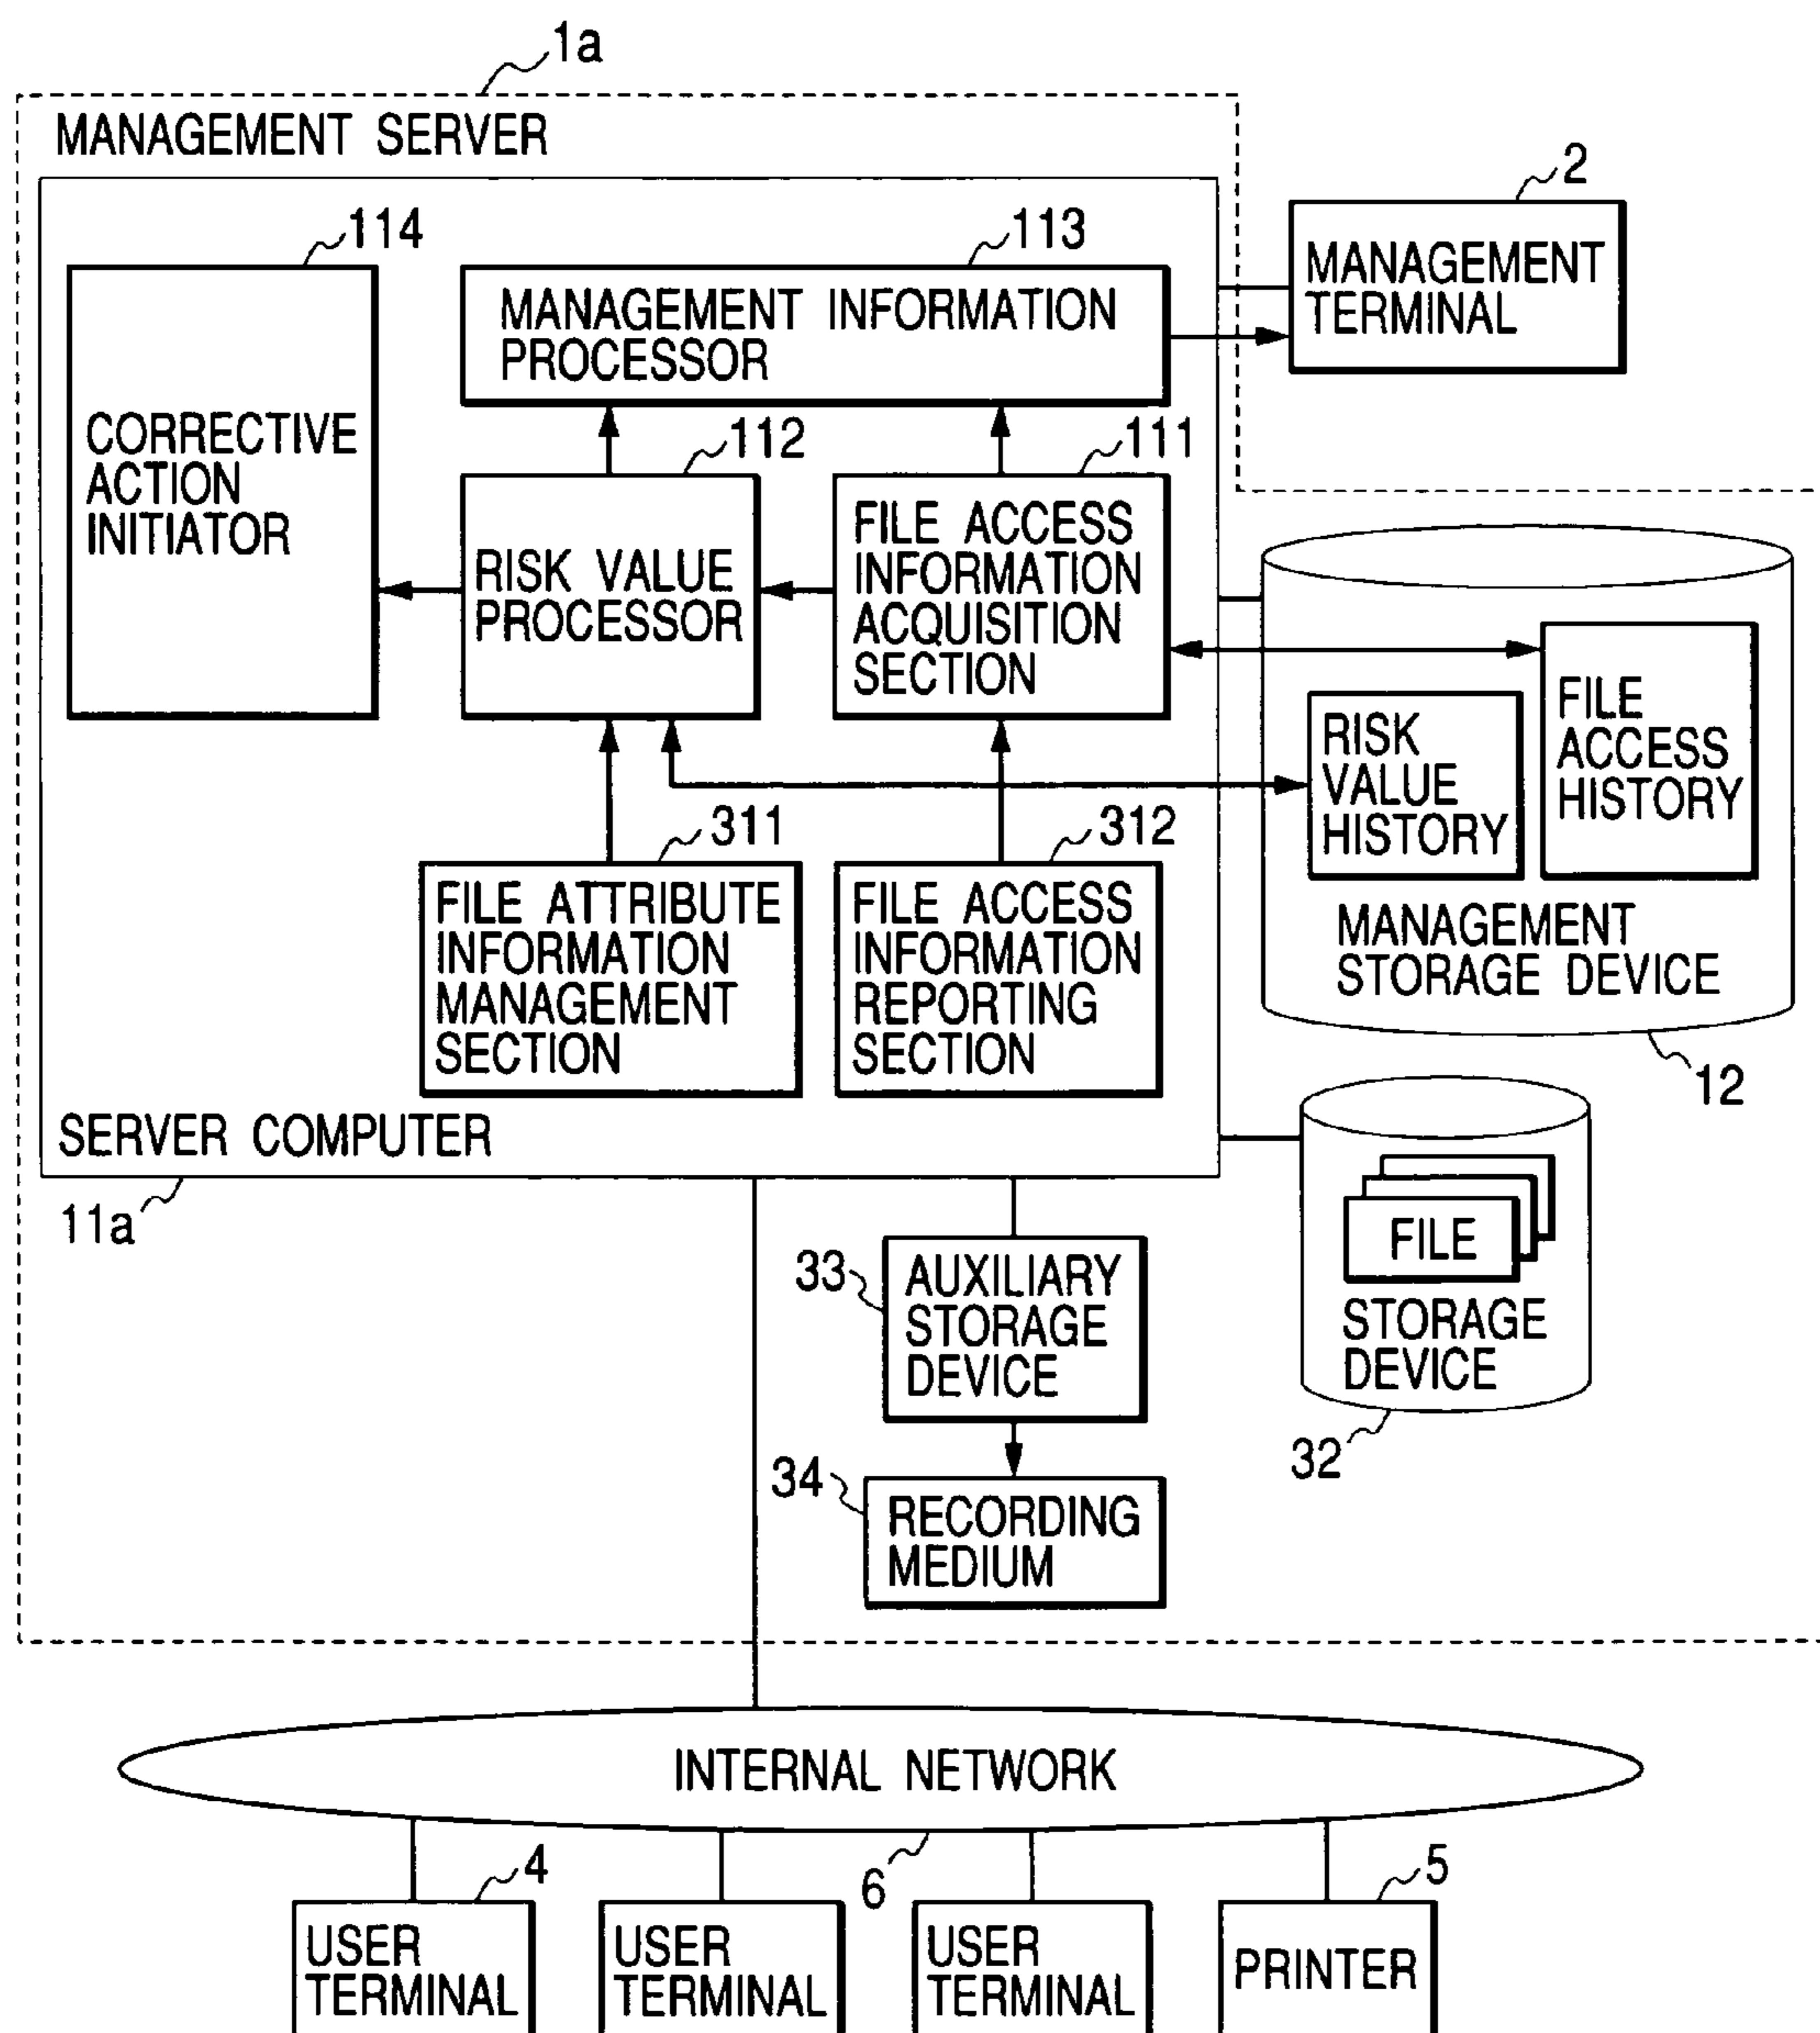 1a
MANAGEMENT SERVER
2
114
113
MANAGEMENT INFORMATION
PROCESSOR
MANAGEMENT
TERMINAL
CORRECTIVE
ACTION
INITIATOR
112
111
RISK VALUE
PROCESSOR
FILE ACCESS
INFORMATION
ACQUISITION
SECTION
RISK
VALUE
HISTORY
FILE
ACCESS
HISTORY
311
312
FILE ATTRIBUTE
INFORMATION
MANAGEMENT
SECTION
FILE ACCESS
INFORMATION
REPORTING
SECTION
MANAGEMENT
STORAGE DEVICE
12
SERVER COMPUTER
11a
33
AUXILIARY
STORAGE
DEVICE
FILE
STORAGE
DEVICE
32
34
RECORDING
MEDIUM
INTERNAL NETWORK
6
4
5
USER
TERMINAL
USER
TERMINAL
USER
TERMINAL
PRINTER